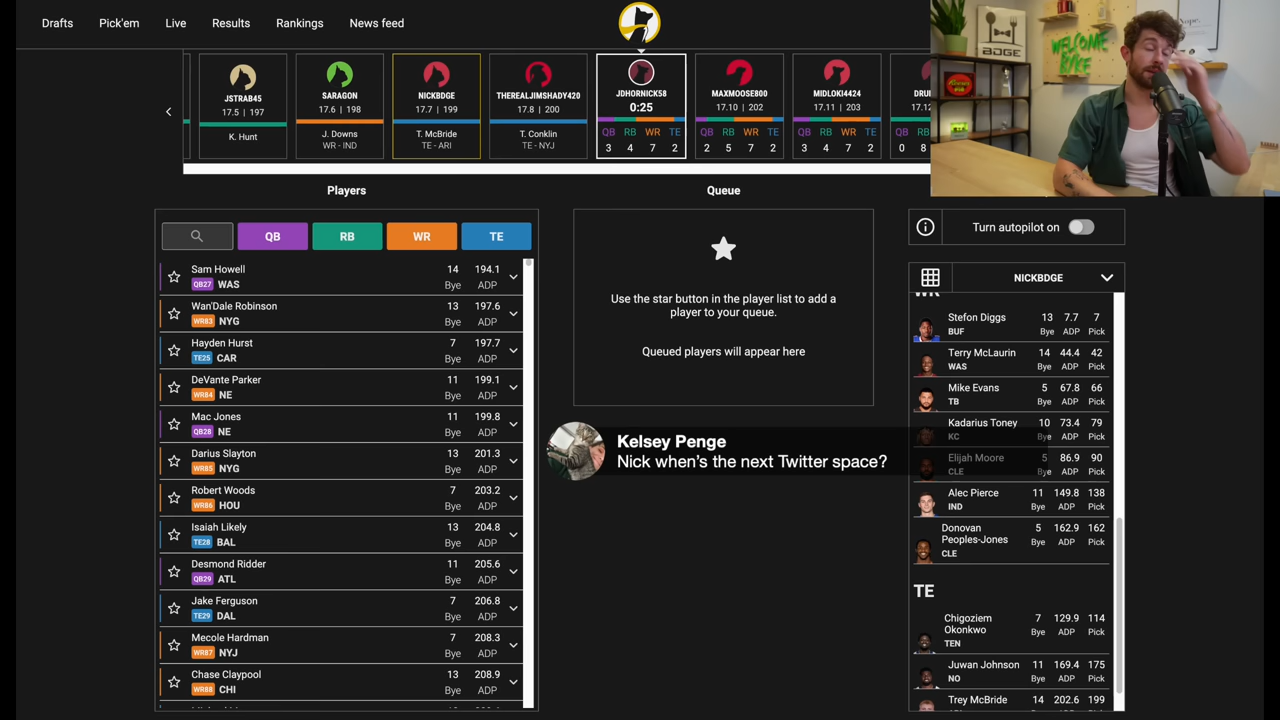 Drafts Pick'em Live Results Rankings News feed
JSTRAB45
17.5 | 197
K. Hunt
SARAGON
17.6 | 198
J. Downs
WR - IND
NICKBDGE
17.7 | 199
T. McBride
TE - ARI
THEREALJIMSHADY420
17.8 | 200
T. Conklin
TE - NYJ
JDHORNICK58
0:25
QB RB WR TE
3 4 7 2
MAXMOOSE800
17.10 | 202
QB RB WR TE
2 5 7 2
MIDLOKI4424
17.11 | 203
QB RB WR TE
3 4 7 2
DRU
17.12
QB RB
0 8
BDGE
WELCOME
Nope.
Players
QB RB WR TE
Sam Howell 14 194.1
QB27 WAS Bye ADP
Wan'Dale Robinson 13 197.6
WR83 NYG Bye ADP
Hayden Hurst 7 197.7
TE25 CAR Bye ADP
DeVante Parker 11 199.1
WR84 NE Bye ADP
Mac Jones 11 199.8
QB28 NE Bye ADP
Darius Slayton 13 201.3
WR85 NYG Bye ADP
Robert Woods 7 203.2
WR86 HOU Bye ADP
Isaiah Likely 13 204.8
TE28 BAL Bye ADP
Desmond Ridder 11 205.6
QB29 ATL Bye ADP
Jake Ferguson 7 206.8
TE29 DAL Bye ADP
Mecole Hardman 7 208.3
WR87 NYJ Bye ADP
Chase Claypool 13 208.9
WR88 CHI Bye ADP
Queue
Use the star button in the player list to add a
player to your queue.
Queued players will appear here
Kelsey Penge
Nick when's the next Twitter space?
Turn autopilot on
NICKBDGE
WR
Stefon Diggs 13 7.7 7
BUF Bye ADP Pick
Terry McLaurin 14 44.4 42
WAS Bye ADP Pick
Mike Evans 5 67.8 66
TB Bye ADP Pick
Kadarius Toney 10 73.4 79
KC Bye ADP Pick
Elijah Moore 5 86.9 90
CLE Bye ADP Pick
Alec Pierce 11 149.8 138
IND Bye ADP Pick
Donovan
Peoples-Jones 5 162.9 162
CLE Bye ADP Pick
TE
Chigoziem
Okonkwo 7 129.9 114
TEN Bye ADP Pick
Juwan Johnson 11 169.4 175
NO Bye ADP Pick
Trey McBride 14 202.6 199
Bye ADP Pick